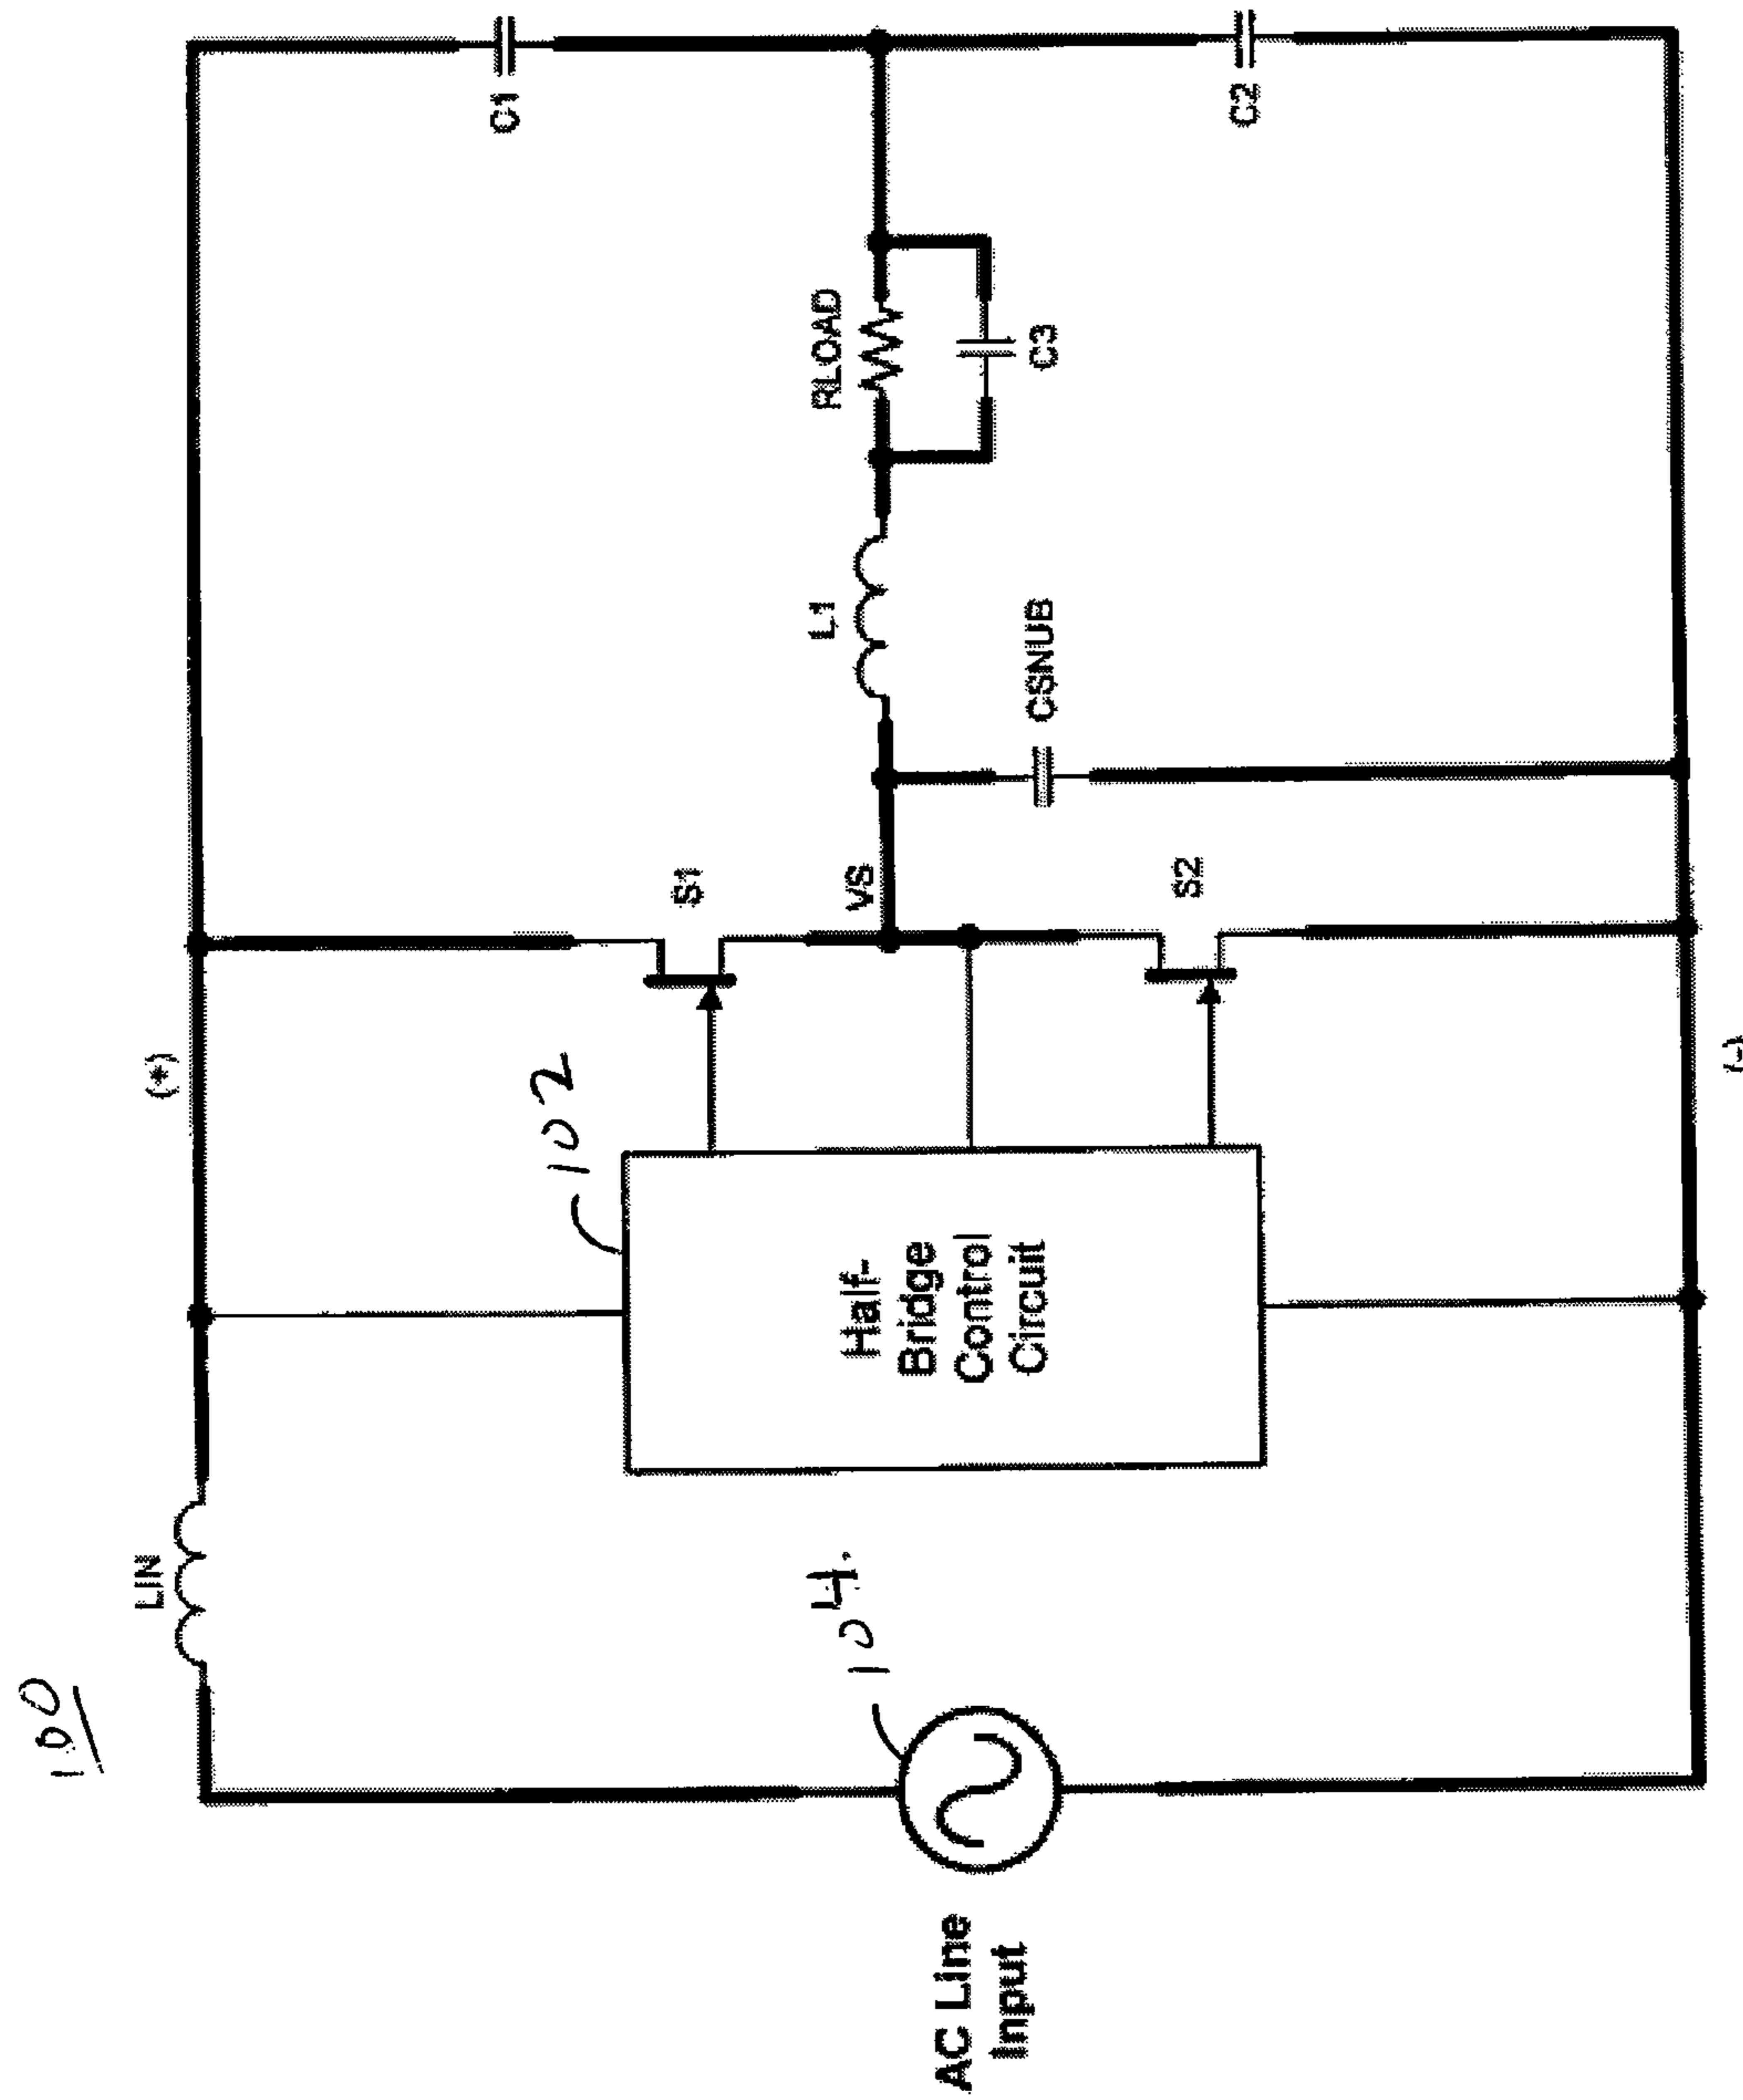 100
LIN
(+)
C1
102
S1
104
AC Line
Input
Half-
Bridge
Control
Circuit
VS
L1
RLOAD
C3
CSNUB
S2
C2
(-)